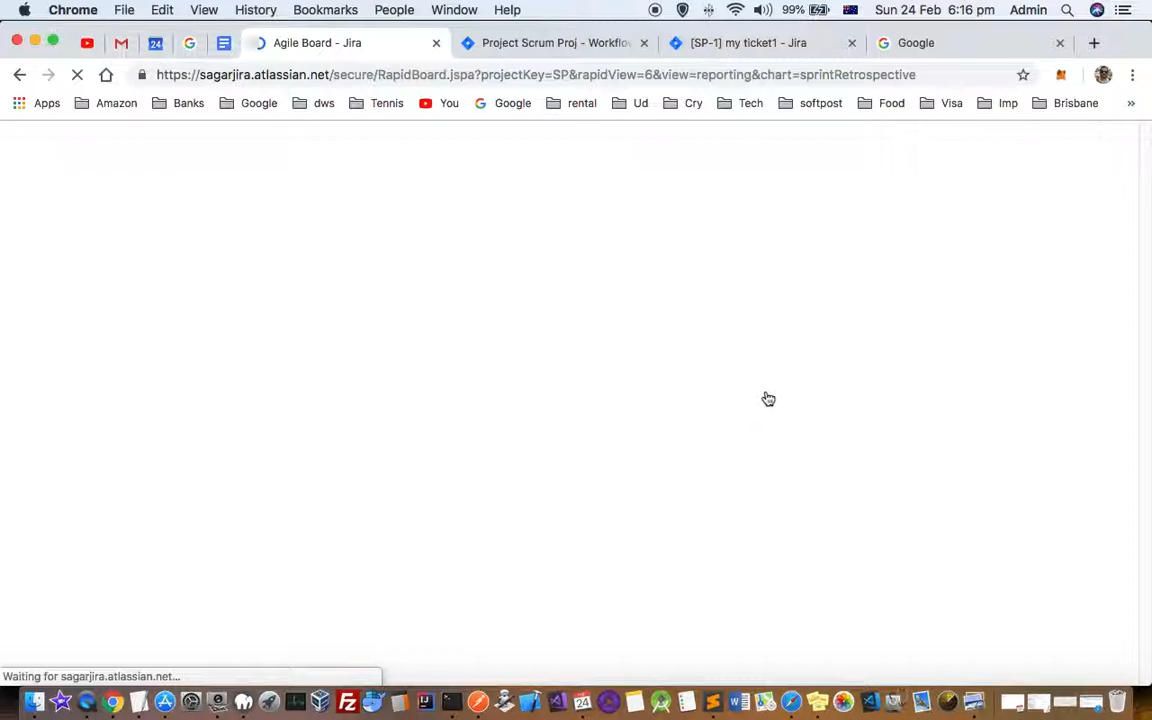 Chrome File Edit View History Bookmarks People Window Help 99% Sun 24 Feb 6:16 pm Admin
24 Agile Board - Jira Project Scrum Proj - Workflow [SP-1] my ticket1 - Jira Google
https://sagarjira.atlassian.net/secure/RapidBoard.jspa?projectKey=SP&rapidView=6&view=reporting&chart=sprintRetrospective
Apps Amazon Banks Google dws Tennis You Google rental Ud Cry Tech softpost Food Visa Imp Brisbane »
Waiting for sagarjira.atlassian.net...
24